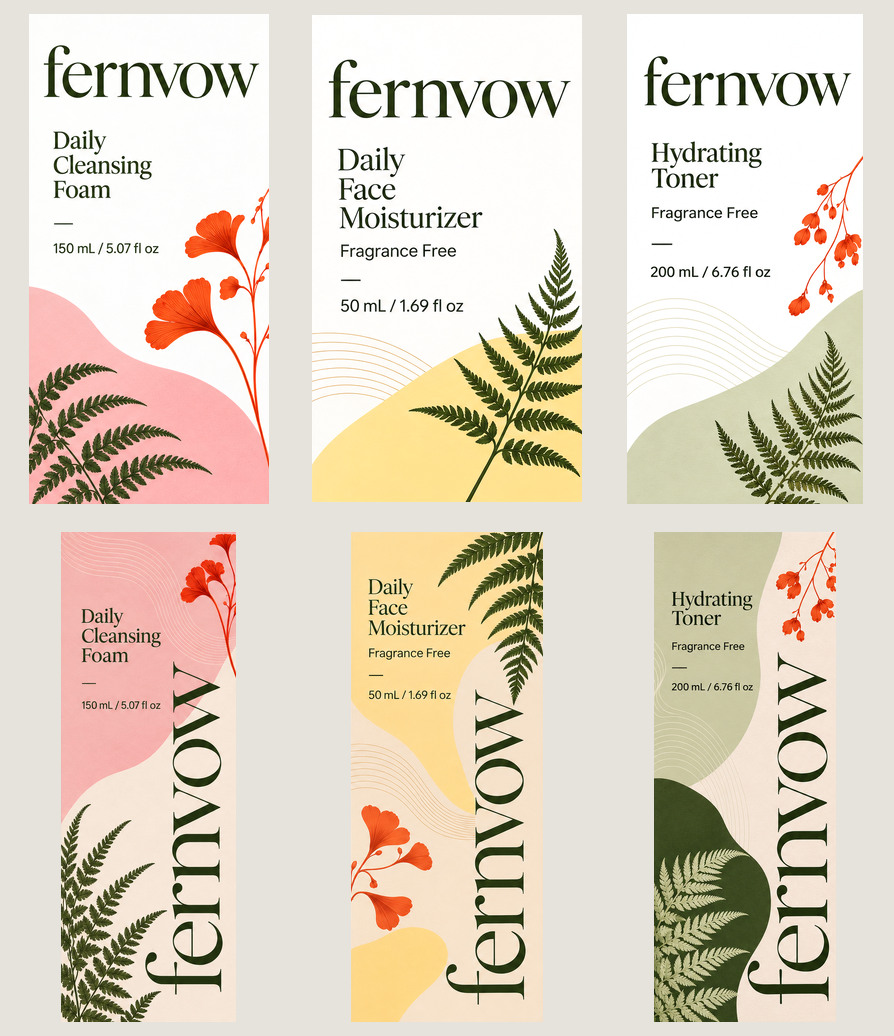 fernvow
Daily
Cleansing
Foam
150 mL / 5.07 fl oz
fernvow
Daily
Face
Moisturizer
Fragrance Free
50 mL / 1.69 fl oz
fernvow
Hydrating
Toner
Fragrance Free
200 mL / 6.76 fl oz
Daily
Cleansing
Foam
150 mL / 5.07 fl oz
fernvow
Daily
Face
Moisturizer
Fragrance Free
50 mL / 1.69 fl oz
fernvow
Hydrating
Toner
Fragrance Free
200 mL / 6.76 fl oz
fernvow